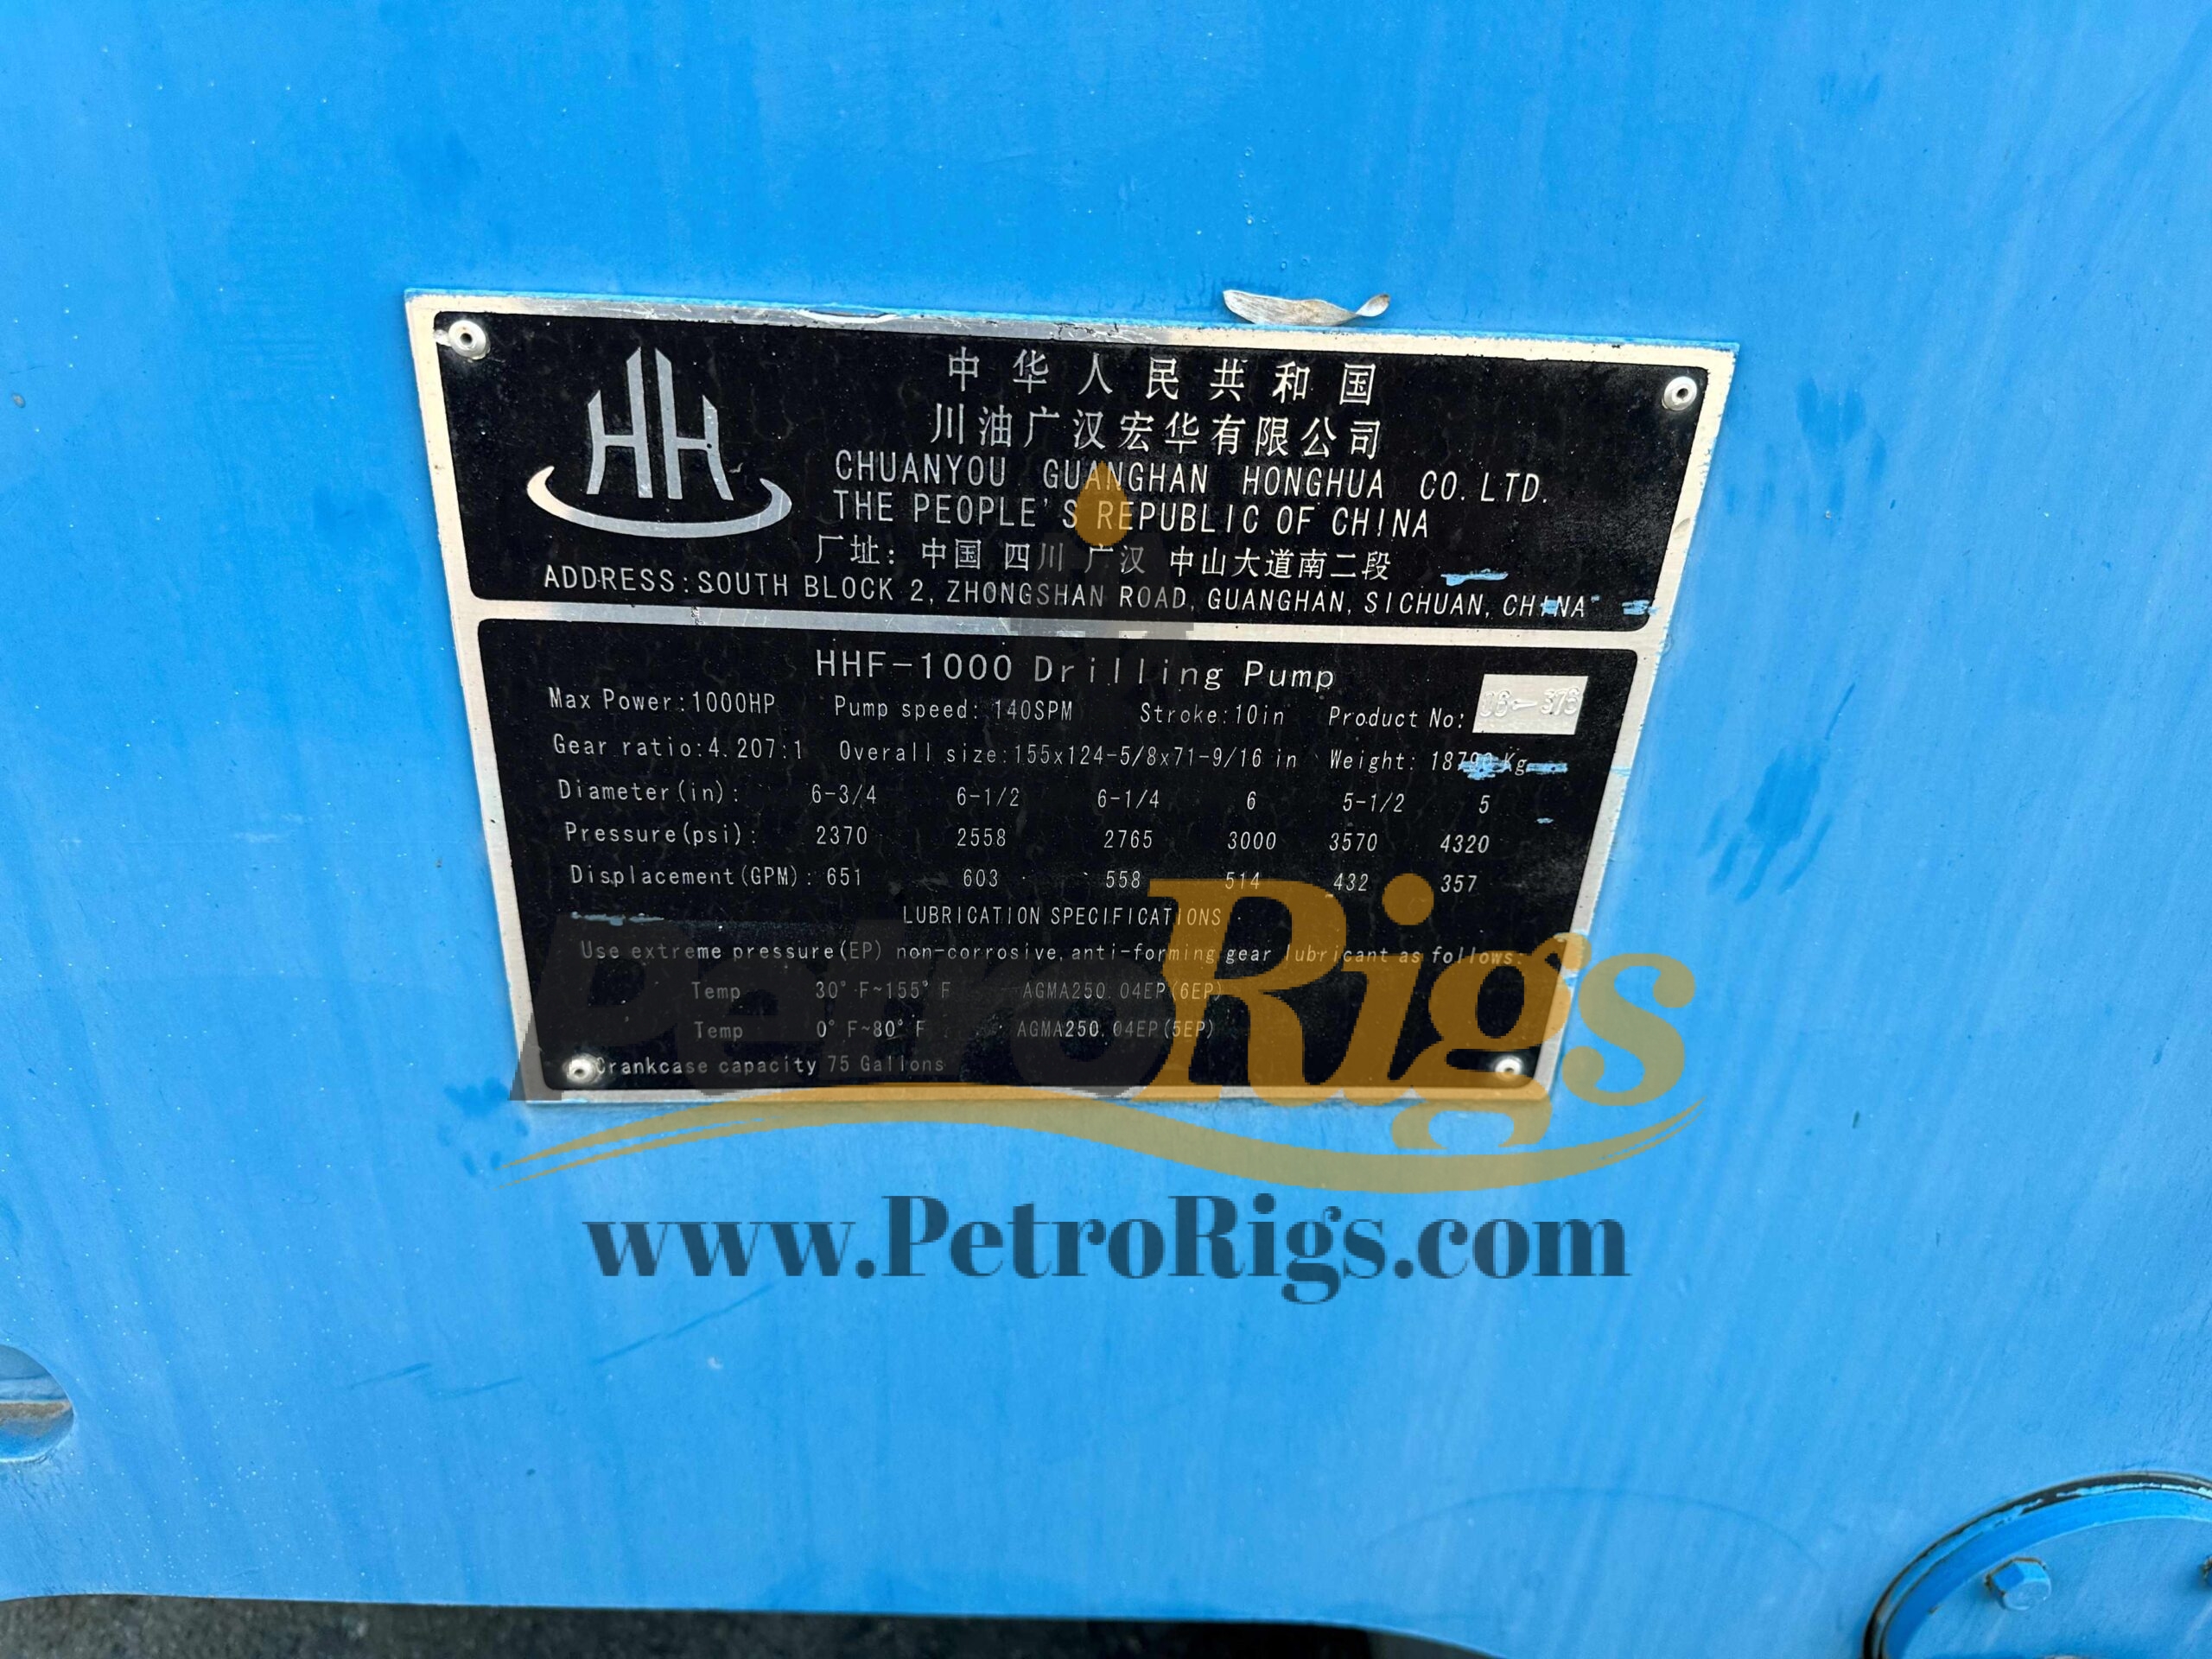 HH
中华人民共和国
川油广汉宏华有限公司
CHUANYOU GUANGHAN HONGHUA CO.LTD.
THE PEOPLE'S REPUBLIC OF CHINA
厂址：中国 四川 广汉 中山大道南二段
ADDRESS:SOUTH BLOCK 2, ZHONGSHAN ROAD, GUANGHAN, SICHUAN, CHINA
HHF-1000 Drilling Pump
Max Power:1000HP Pump speed: 140SPM Stroke:10in Product No:
Gear ratio:4.207:1 Overall size:155x124-5/8x71-9/16 in Weight: 18790 Kg
Diameter(in): 6-3/4 6-1/2 6-1/4 6 5-1/2 5
Pressure(psi): 2370 2558 2765 3000 3570 4320
Displacement(GPM): 651 603 558 514 432 357
LUBRICATION SPECIFICATIONS
Use extreme pressure(EP) non-corrosive, anti-forming gear lubricant as follows:
Temp 30°F~155°F AGMA250.04EP(6EP)
Temp 0°F~80°F AGMA250.04EP(5EP)
Crankcase capacity 75 Gallons
PetroRigs
www.PetroRigs.com